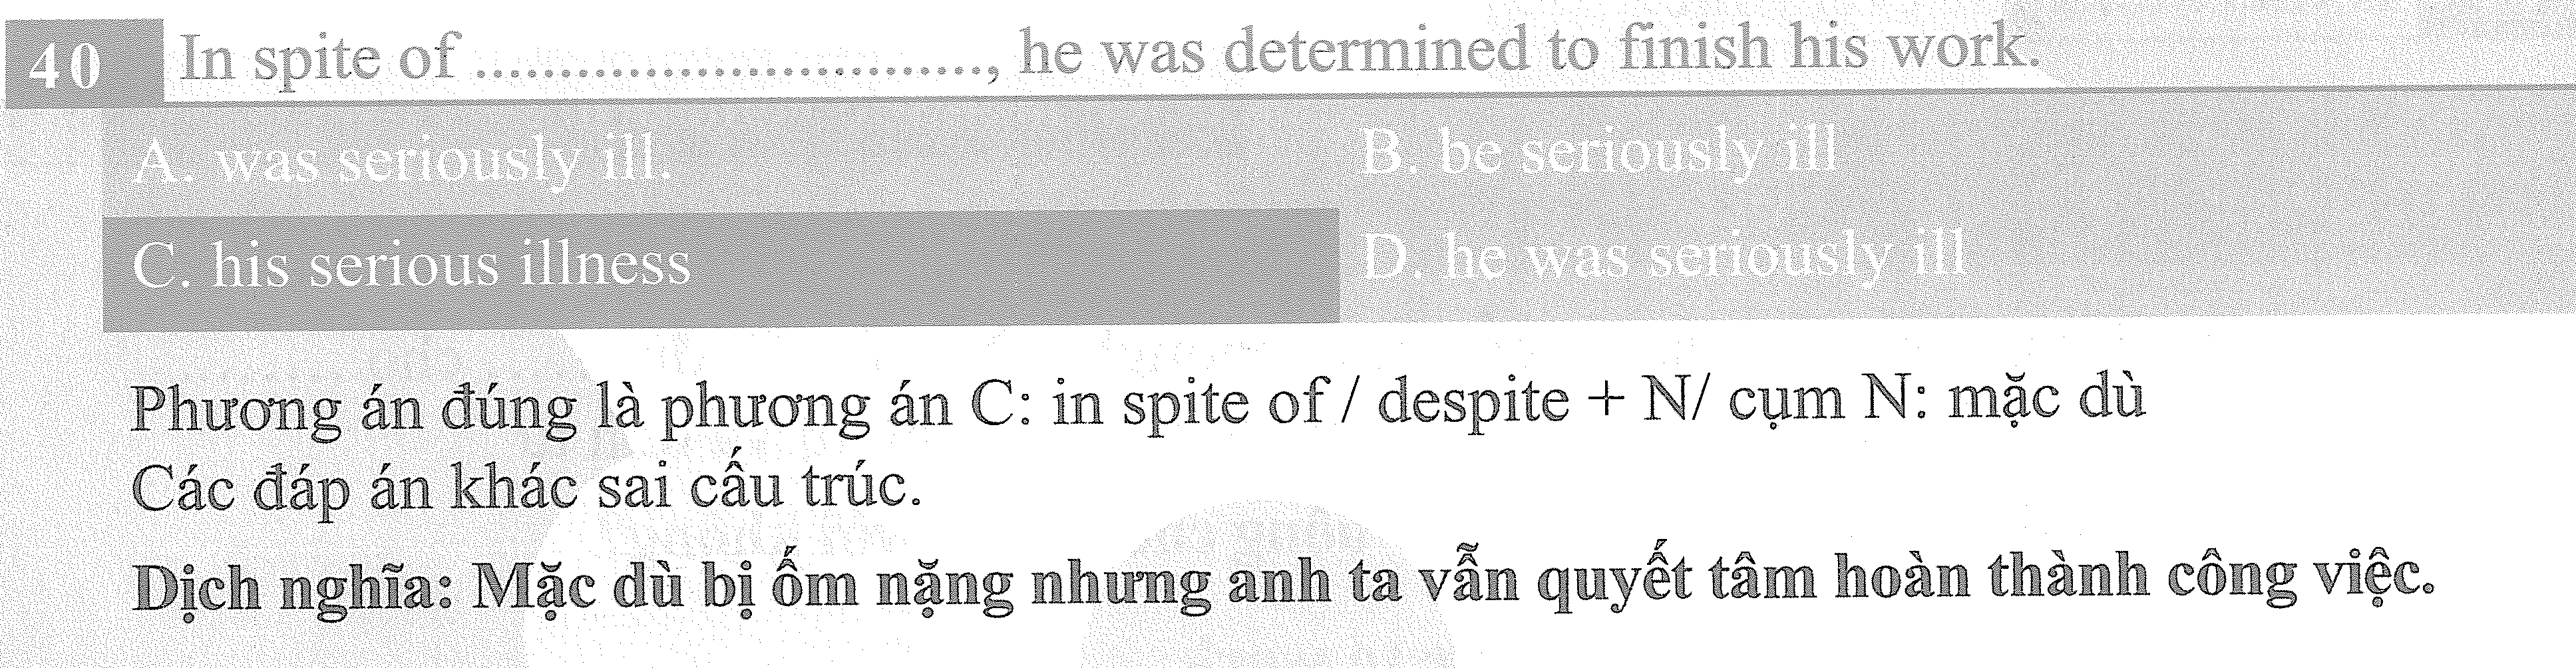 40 In spite of ............................., he was determined to finish his work.
A. was seriously ill. B. be seriously ill
C. his serious illness D. he was seriously ill
Phương án đúng là phương án C: in spite of / despite + N/ cụm N: mặc dù
Các đáp án khác sai cấu trúc.
Dịch nghĩa: Mặc dù bị ốm nặng nhưng anh ta vẫn quyết tâm hoàn thành công việc.